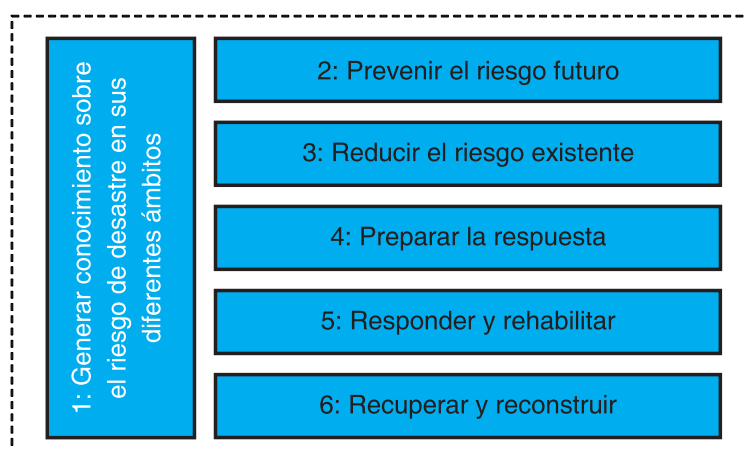 1: Generar conocimiento sobre
el riesgo de desastre en sus
diferentes ámbitos
2: Prevenir el riesgo futuro
3: Reducir el riesgo existente
4: Preparar la respuesta
5: Responder y rehabilitar
6: Recuperar y reconstruir